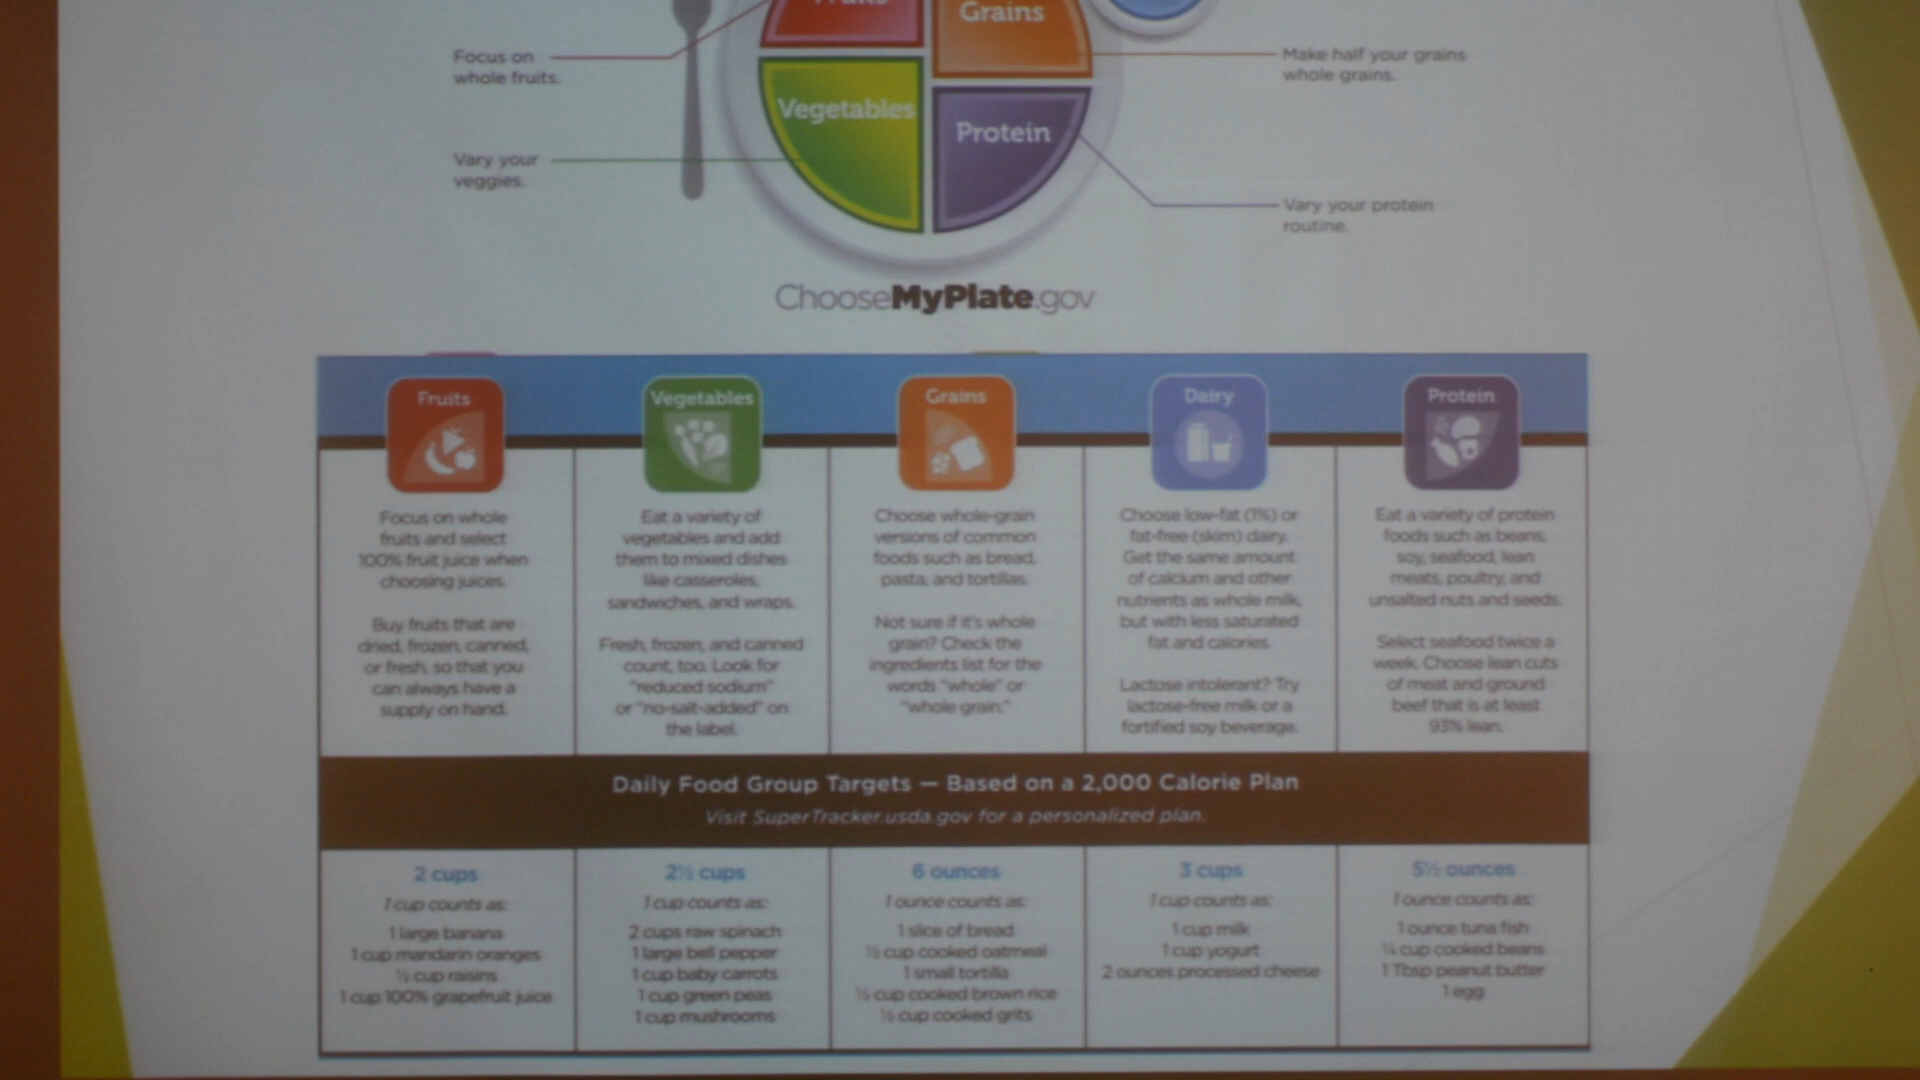 Fruits
Grains
Focus on
whole fruits.
Make half your grains
whole grains.
Vegetables
Protein
Vary your
veggies.
Vary your protein
routine.
ChooseMyPlate.gov
Fruits
Vegetables
Grains
Dairy
Protein
Focus on whole
fruits and select
100% fruit juice when
choosing juices.
Buy fruits that are
dried, frozen, canned,
or fresh, so that you
can always have a
supply on hand.
Eat a variety of
vegetables and add
them to mixed dishes
like casseroles,
sandwiches, and wraps.
Fresh, frozen, and canned
count, too. Look for
"reduced sodium"
or "no-salt-added" on
the label.
Choose whole-grain
versions of common
foods such as bread,
pasta, and tortillas.
Not sure if it's whole
grain? Check the
ingredients list for the
words "whole" or
"whole grain."
Choose low-fat (1%) or
fat-free (skim) dairy.
Get the same amount
of calcium and other
nutrients as whole milk,
but with less saturated
fat and calories.
Lactose intolerant? Try
lactose-free milk or a
fortified soy beverage.
Eat a variety of protein
foods such as beans,
soy, seafood, lean
meats, poultry, and
unsalted nuts and seeds.
Select seafood twice a
week. Choose lean cuts
of meat and ground
beef that is at least
93% lean.
Daily Food Group Targets — Based on a 2,000 Calorie Plan
Visit SuperTracker.usda.gov for a personalized plan.
2 cups
1 cup counts as:
1 large banana
1 cup mandarin oranges
½ cup raisins
1 cup 100% grapefruit juice
2½ cups
1 cup counts as:
2 cups raw spinach
1 large bell pepper
1 cup baby carrots
1 cup green peas
1 cup mushrooms
6 ounces
1 ounce counts as:
1 slice of bread
½ cup cooked oatmeal
1 small tortilla
½ cup cooked brown rice
½ cup cooked grits
3 cups
1 cup counts as:
1 cup milk
1 cup yogurt
2 ounces processed cheese
5½ ounces
1 ounce counts as:
1 ounce tuna fish
¼ cup cooked beans
1 Tbsp peanut butter
1 egg